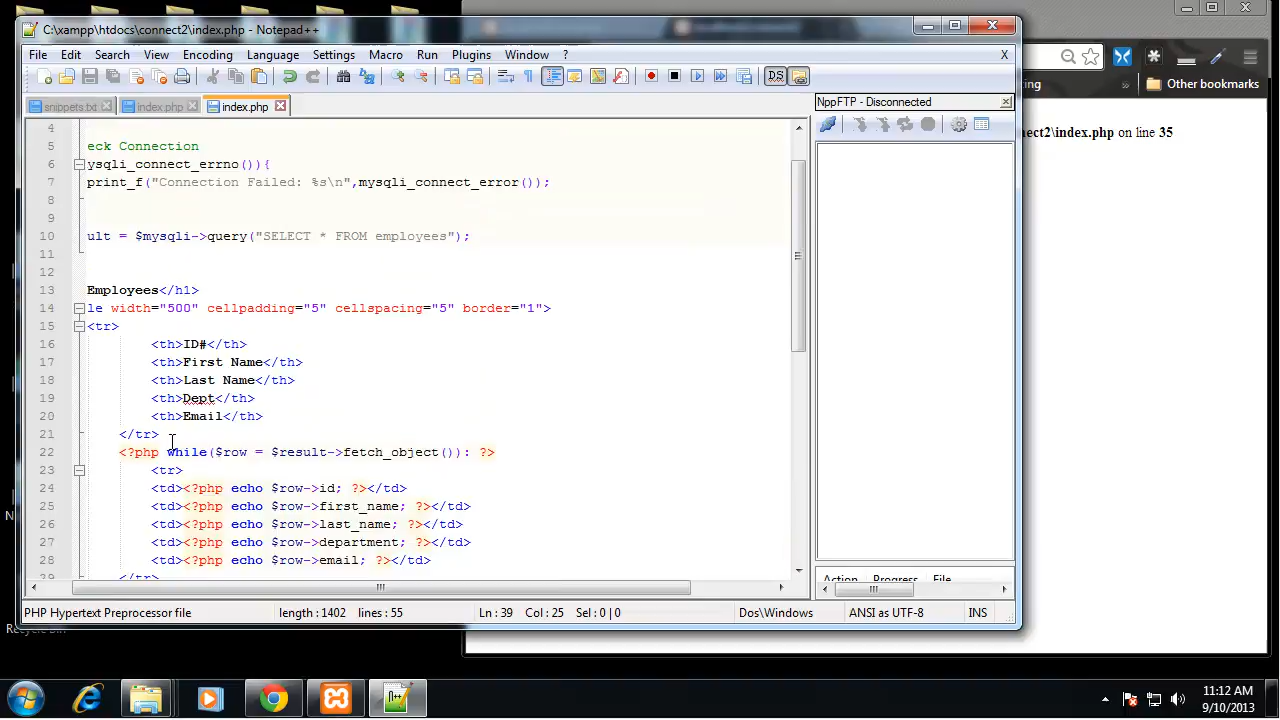 C:\xampp\htdocs\connect2\index.php - Notepad++
File Edit Search View Encoding Language Settings Macro Run Plugins Window ?
X
snippets.txt index.php index.php
NppFTP - Disconnected
Other bookmarks
nect2\index.php on line 35
4
5 eck Connection
6 ysqli_connect_errno()){
7 print_f("Connection Failed: %s\n",mysqli_connect_error());
8
9
10 ult = $mysqli->query("SELECT * FROM employees");
11
12
13 Employees</h1>
14 le width="500" cellpadding="5" cellspacing="5" border="1">
15 <tr>
16 <th>ID#</th>
17 <th>First Name</th>
18 <th>Last Name</th>
19 <th>Dept</th>
20 <th>Email</th>
21 </tr>
22 <?php while($row = $result->fetch_object()): ?>
23 <tr>
24 <td><?php echo $row->id; ?></td>
25 <td><?php echo $row->first_name; ?></td>
26 <td><?php echo $row->last_name; ?></td>
27 <td><?php echo $row->department; ?></td>
28 <td><?php echo $row->email; ?></td>
29 </tr>
Action Progress File
PHP Hypertext Preprocessor file length : 1402 lines : 55 Ln : 39 Col : 25 Sel : 0 | 0 Dos\Windows ANSI as UTF-8 INS
11:12 AM
9/10/2013